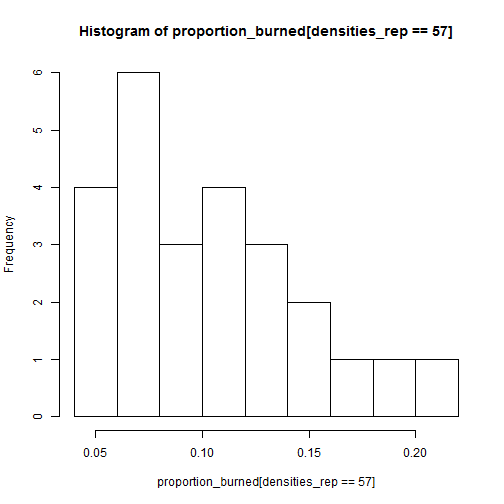 Histogram of proportion_burned[densities_rep == 57]
Frequency
6
5
4
3
2
1
0
0.05 0.10 0.15 0.20
proportion_burned[densities_rep == 57]